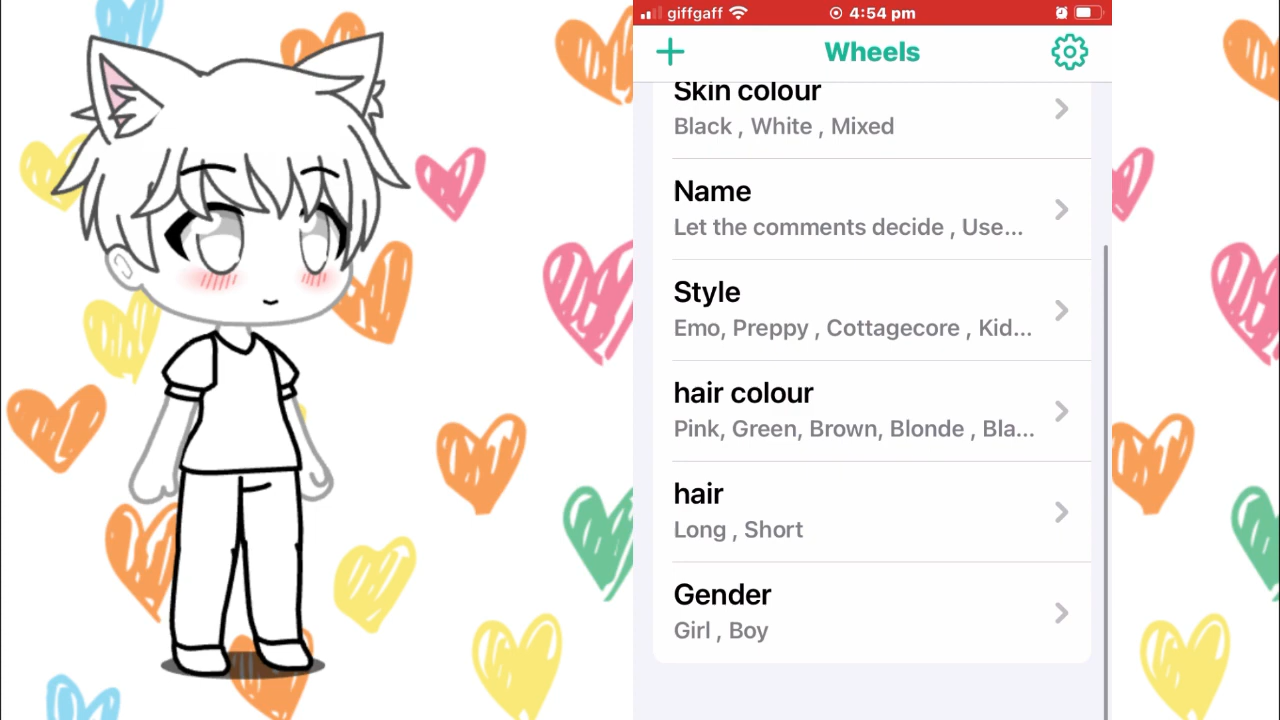 giffgaff 4:54 pm
Wheels
Skin colour
Black , White , Mixed
Name
Let the comments decide , Use...
Style
Emo, Preppy , Cottagecore , Kid...
hair colour
Pink, Green, Brown, Blonde , Bla...
hair
Long , Short
Gender
Girl , Boy